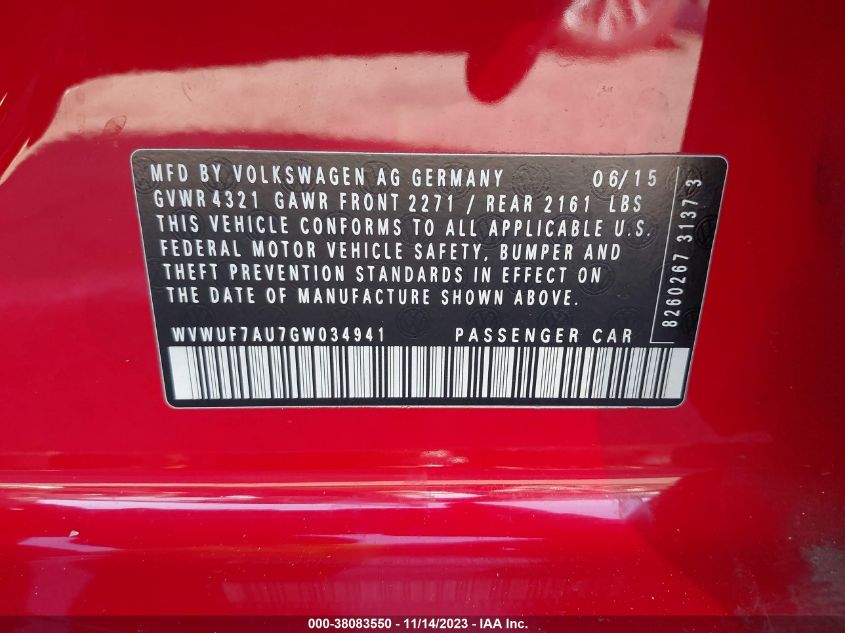 MFD BY VOLKSWAGEN AG GERMANY 06/15
GVWR 4321 GAWR FRONT 2271 / REAR 2161 LBS
THIS VEHICLE CONFORMS TO ALL APPLICABLE U.S.
FEDERAL MOTOR VEHICLE SAFETY, BUMPER AND
THEFT PREVENTION STANDARDS IN EFFECT ON
THE DATE OF MANUFACTURE SHOWN ABOVE.
WVWUF7AU7GW034941 PASSENGER CAR
8260267 3137 3
000-38083550 - 11/14/2023 - IAA Inc.